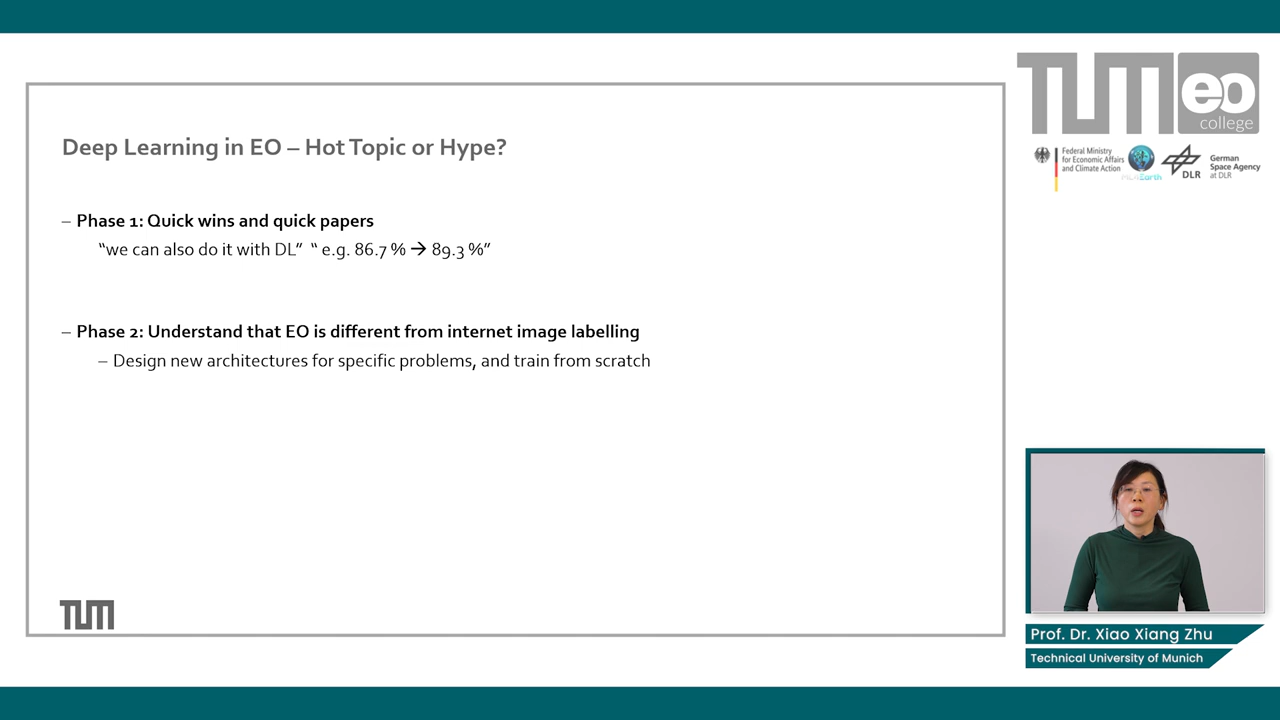 TUM eo
college
Federal Ministry
for Economic Affairs
and Climate Action
ML4Earth
DLR
German
Space Agency
at DLR
Deep Learning in EO – Hot Topic or Hype?
– Phase 1: Quick wins and quick papers
“we can also do it with DL” “ e.g. 86.7 % → 89.3 %”
– Phase 2: Understand that EO is different from internet image labelling
– Design new architectures for specific problems, and train from scratch
TUM
Prof. Dr. Xiao Xiang Zhu
Technical University of Munich